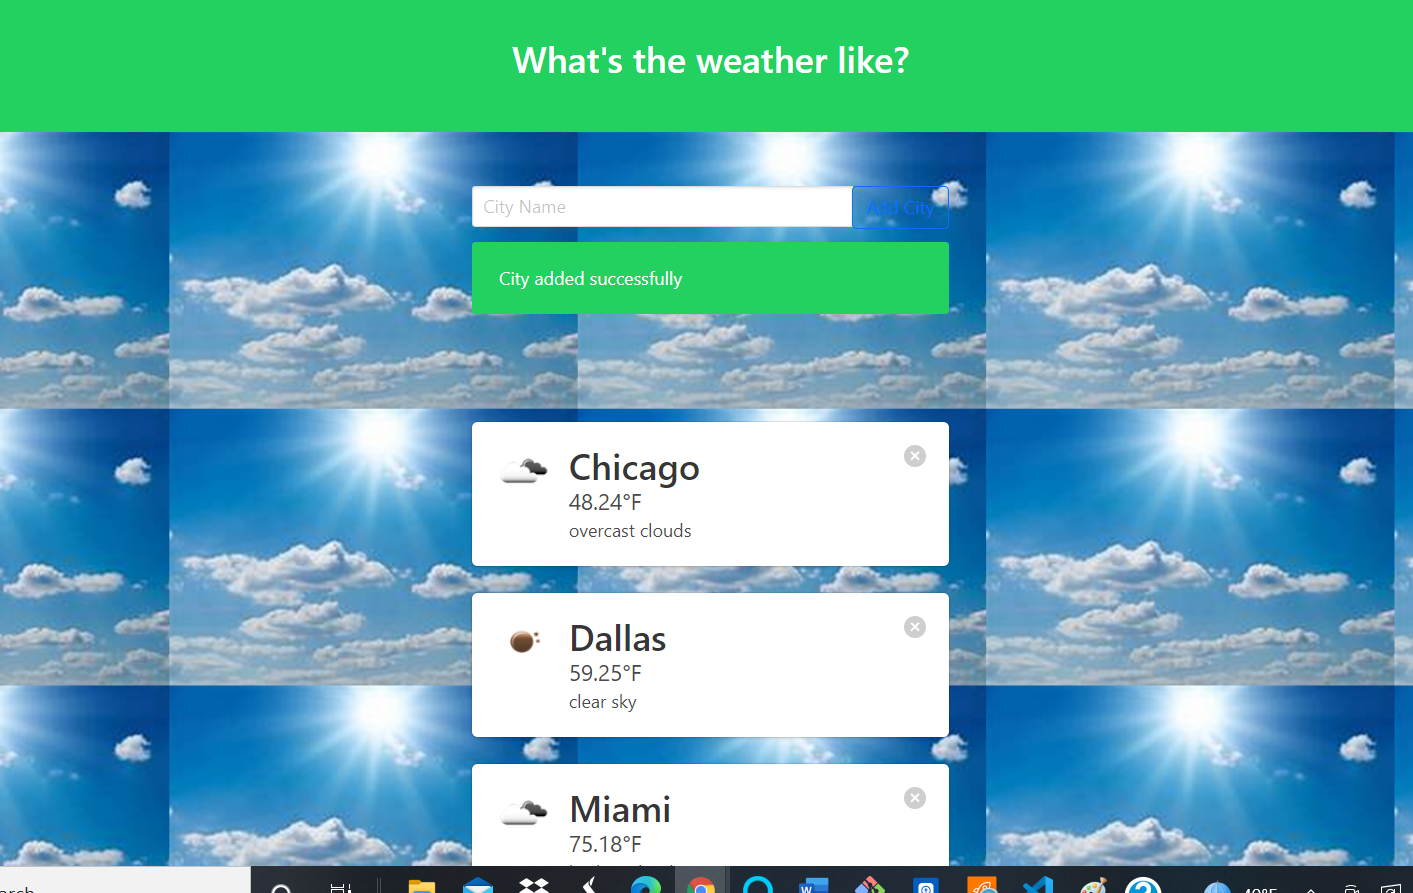 What's the weather like?
City Name
Add City
City added successfully
Chicago
48.24°F
overcast clouds
Dallas
59.25°F
clear sky
Miami
75.18°F